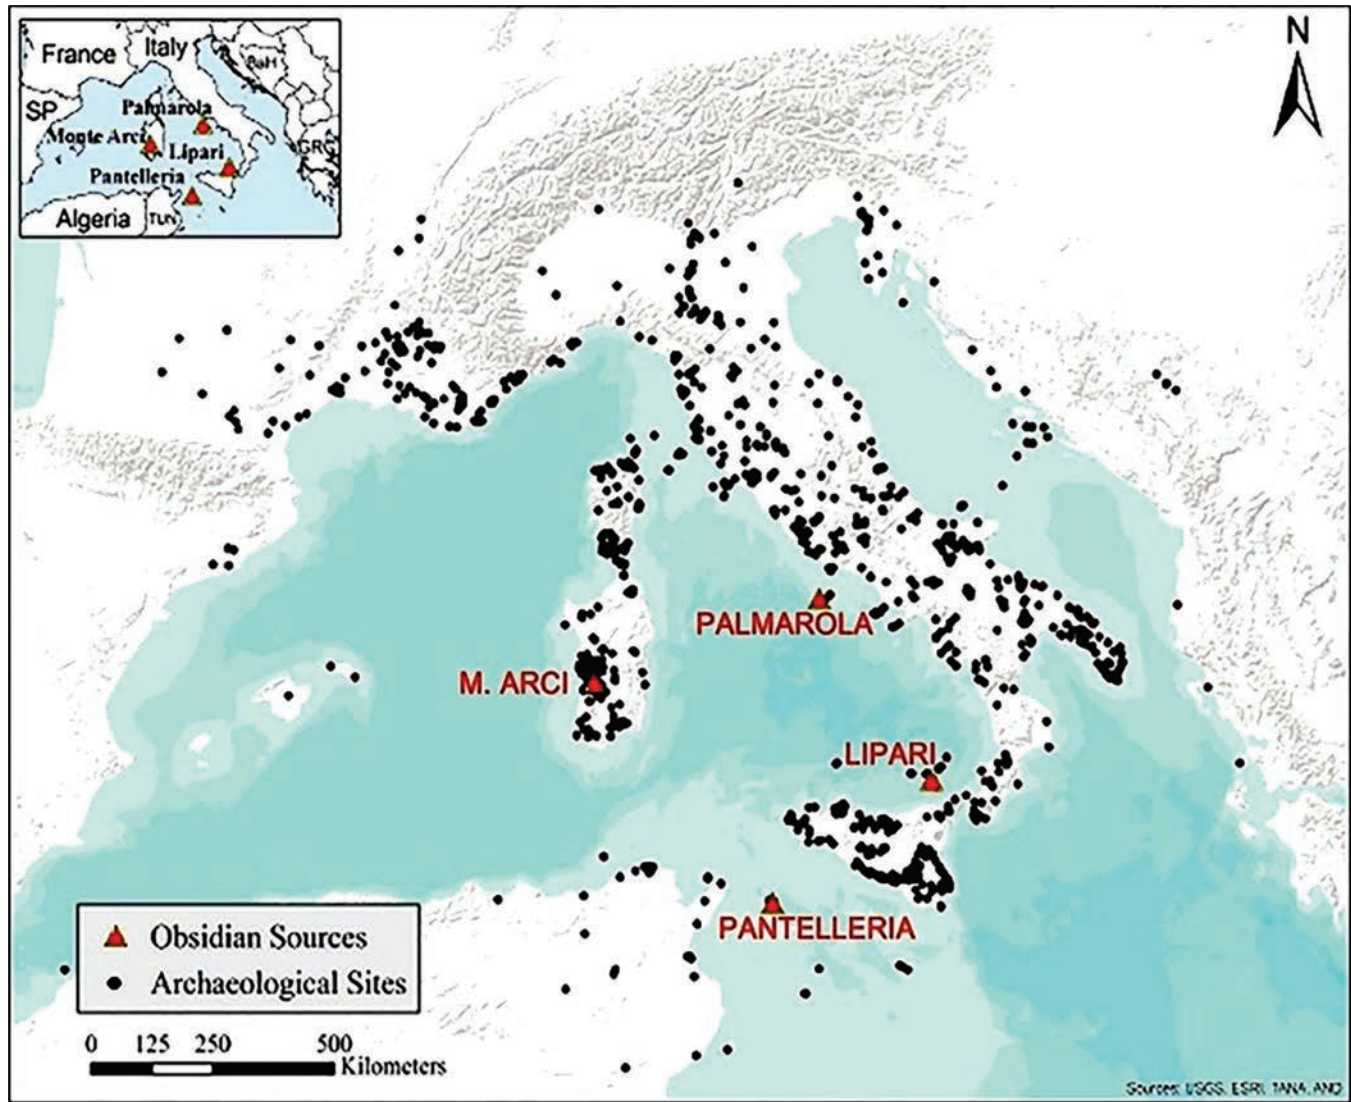 N
France
Italy
BaH
SP
Palmarola
Monte Arci
Lipari
GRC
Pantelleria
Algeria
TUN
PALMAROLA
M. ARCI
LIPARI
PANTELLERIA
Obsidian Sources
Archaeological Sites
0 125 250 500
Kilometers
Sources: USGS, ESRI, TANA, AND